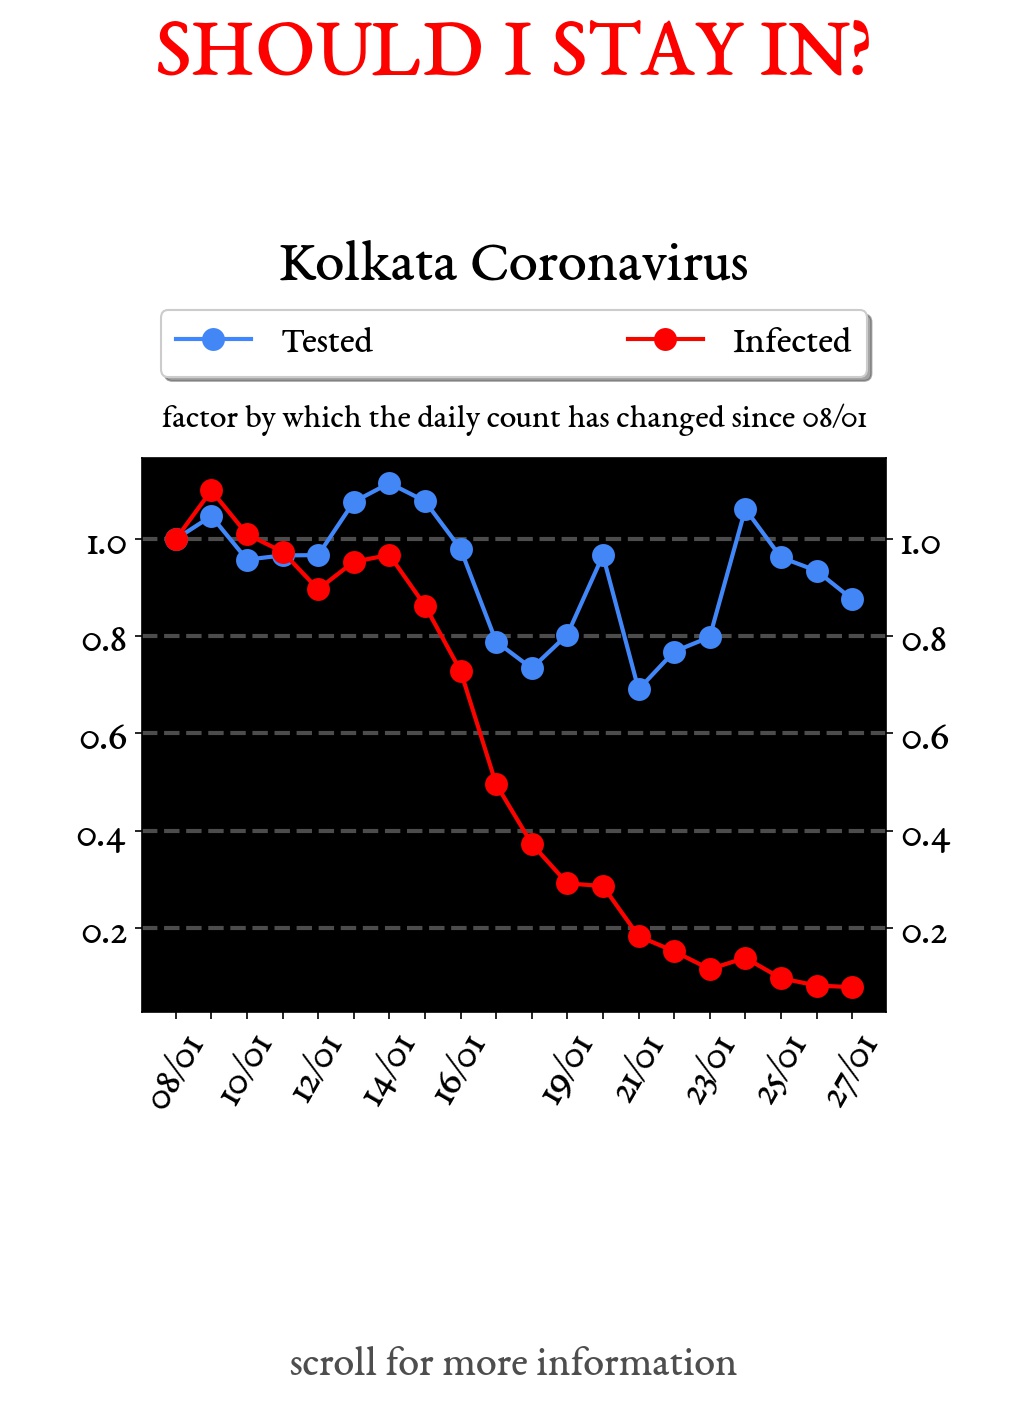 SHOULD I STAY IN?
Kolkata Coronavirus
Tested Infected
factor by which the daily count has changed since 08/01
1.0 1.0
0.8 0.8
0.6 0.6
0.4 0.4
0.2 0.2
08/01 10/01 12/01 14/01 16/01 19/01 21/01 23/01 25/01 27/01
scroll for more information